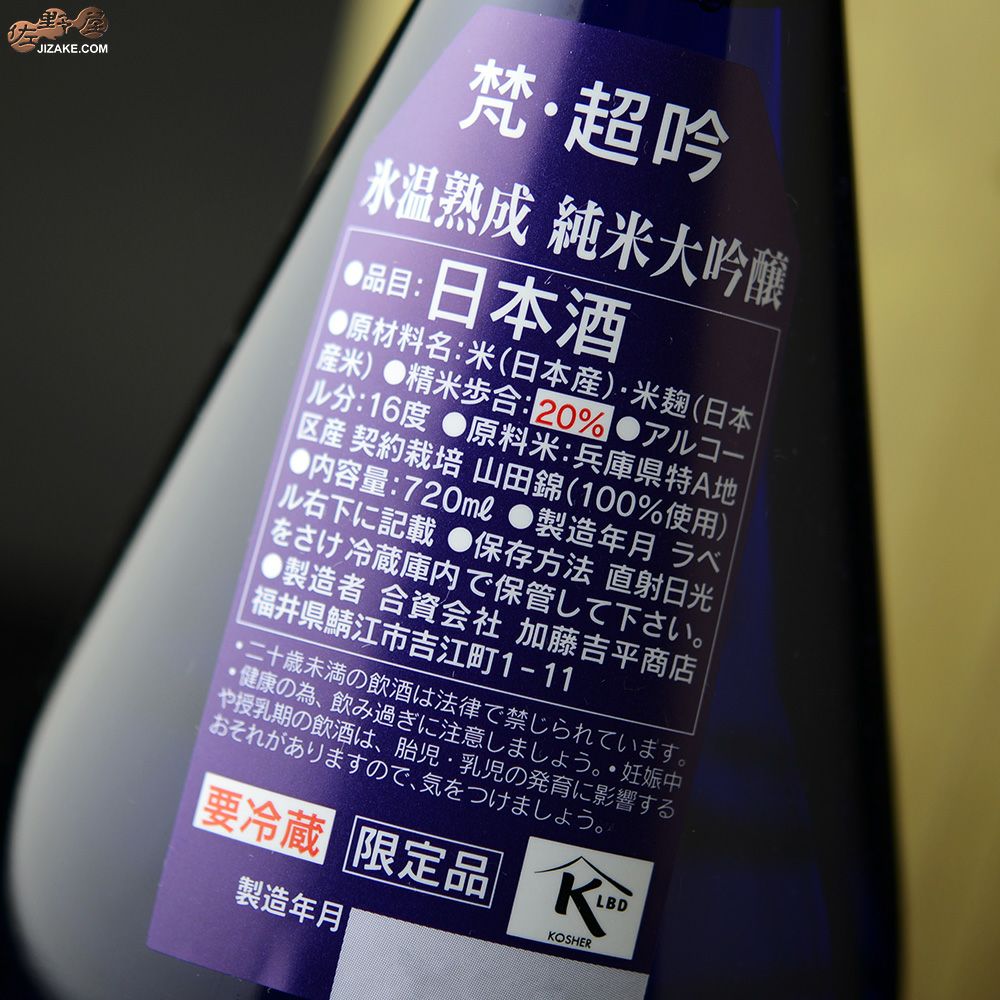 佐野屋
JIZAKE.COM
梵・超吟
氷温熟成 純米大吟醸
●品目:日本酒
●原材料名:米(日本産)・米麹(日本
産米) ●精米歩合:20% ●アルコー
ル分:16度 ●原料米:兵庫県特A地
区産 契約栽培 山田錦(100%使用)
●内容量:720mℓ ●製造年月 ラベ
ル右下に記載 ●保存方法 直射日光
をさけ冷蔵庫内で保管して下さい。
●製造者 合資会社 加藤吉平商店
福井県鯖江市吉江町1-11
・二十歳未満の飲酒は法律で禁じられています。
・健康の為、飲み過ぎに注意しましょう。・妊娠中
や授乳期の飲酒は、胎児・乳児の発育に影響する
おそれがありますので、気をつけましょう。
要冷蔵
限定品
K LBD
KOSHER
製造年月